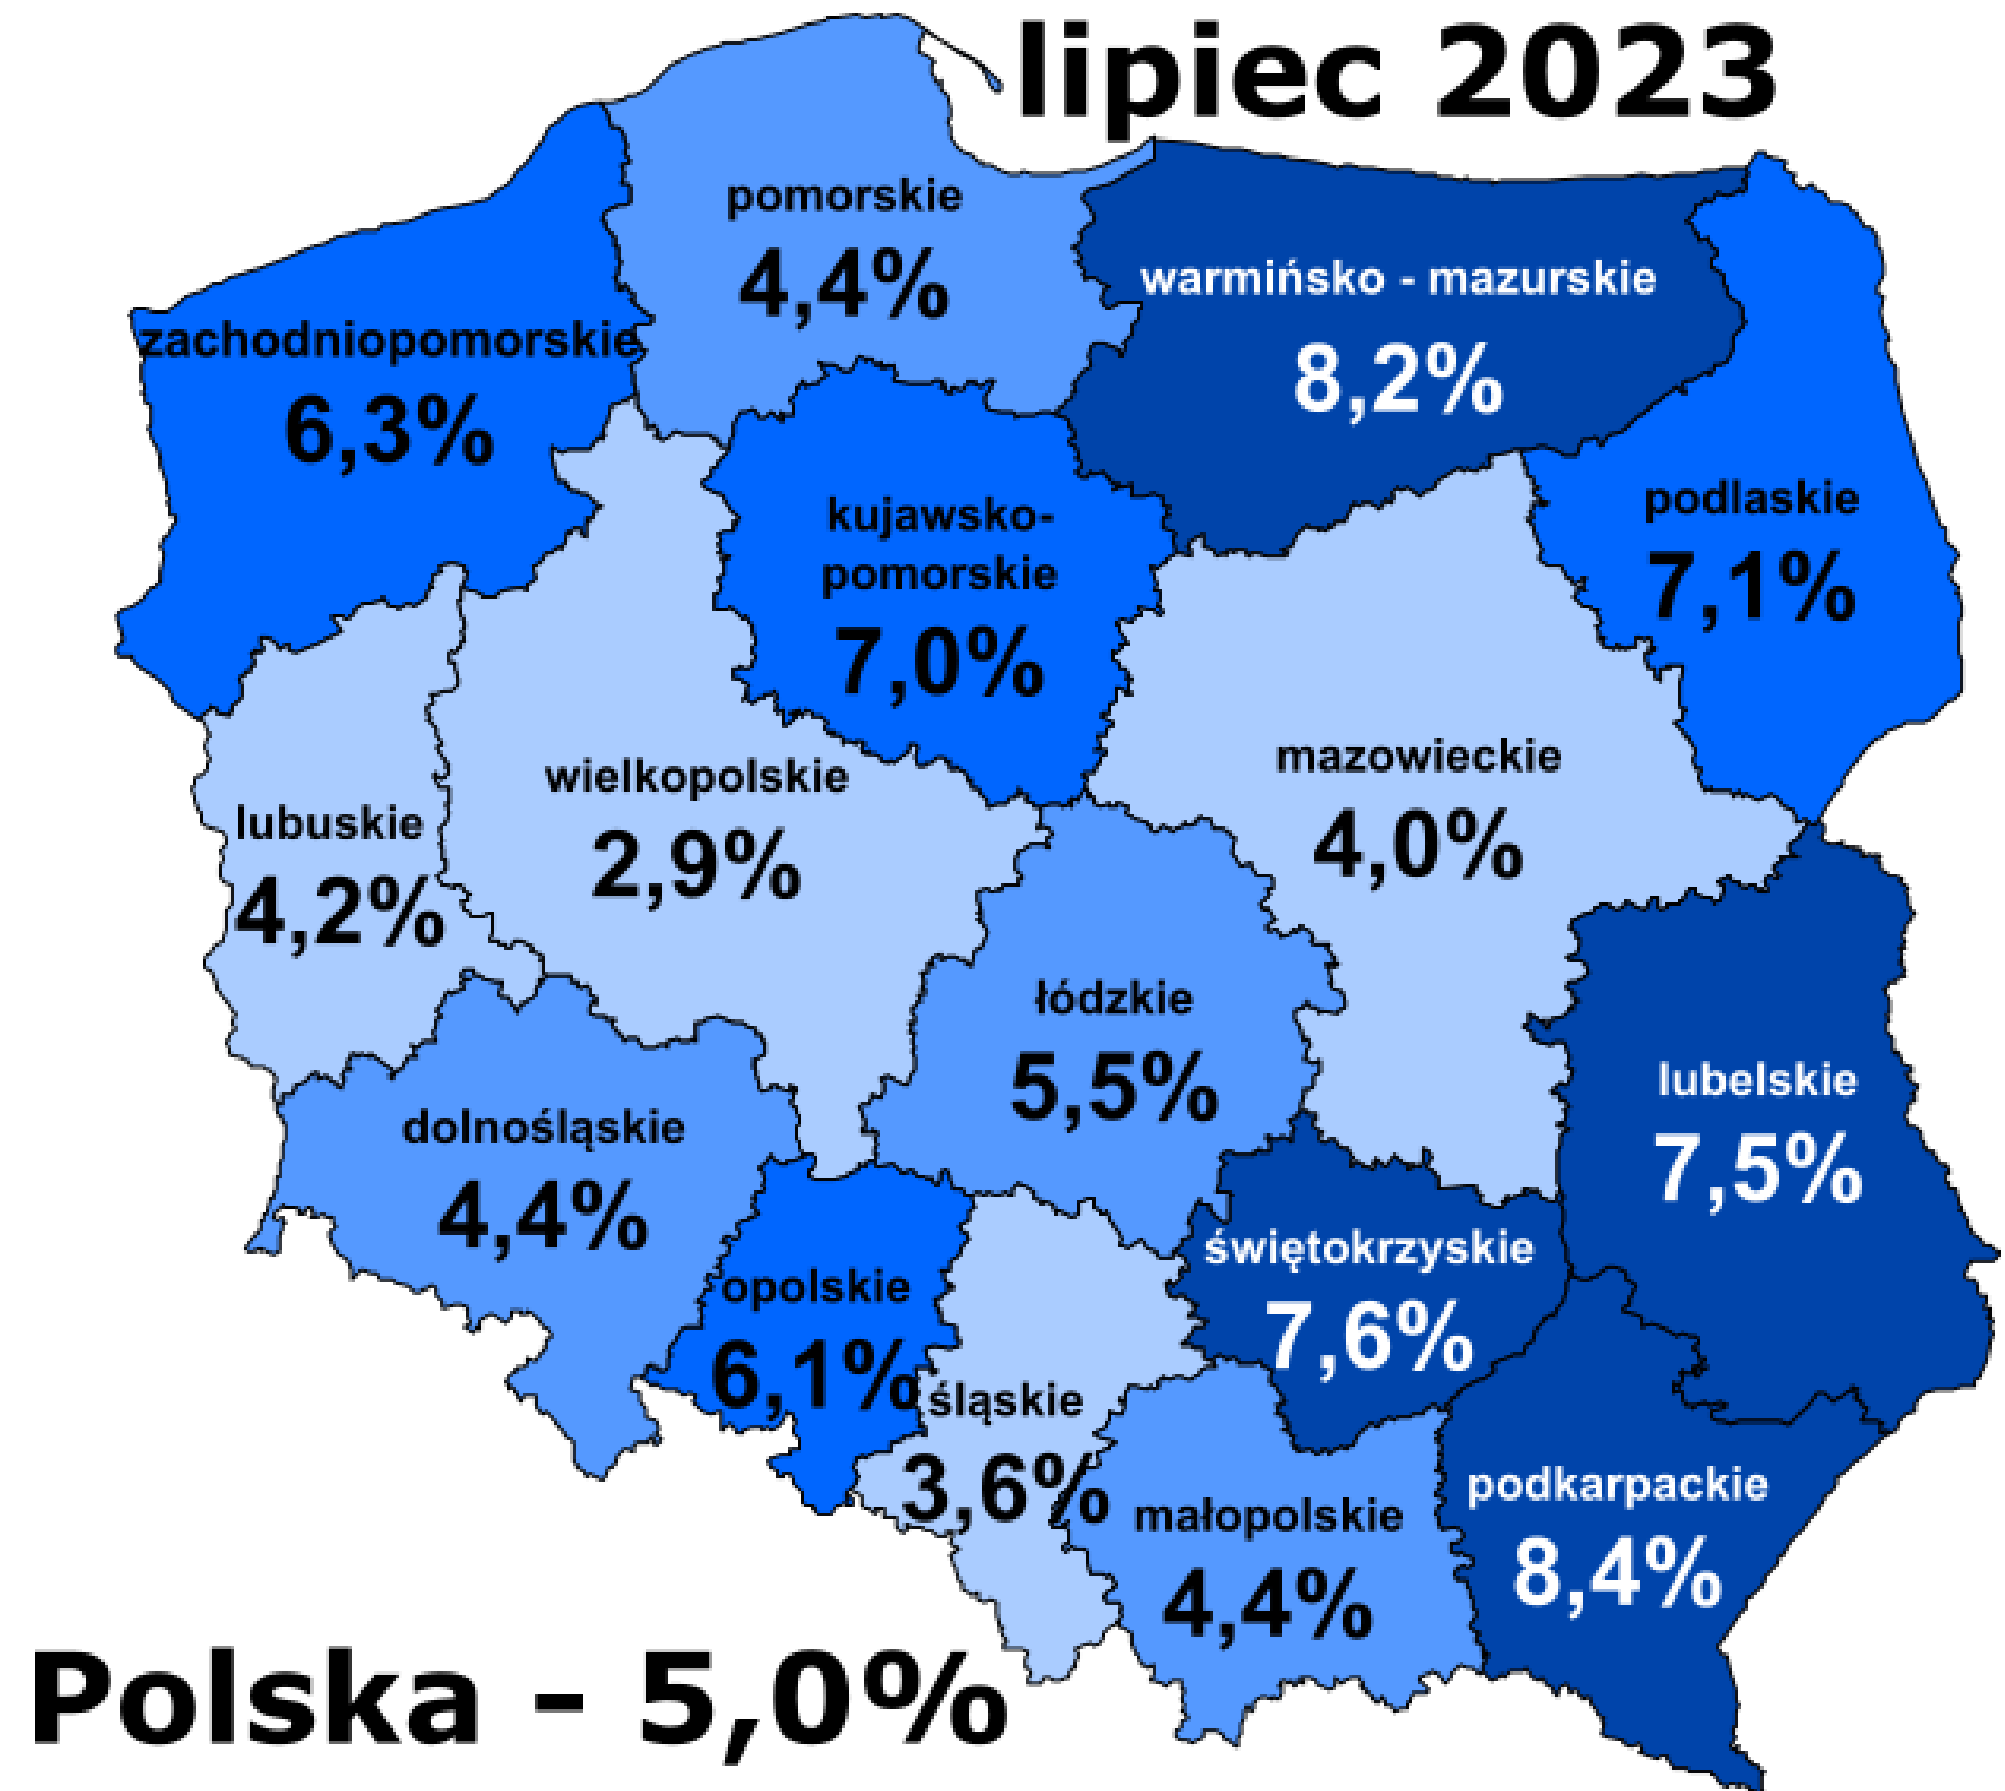 lipiec 2023
pomorskie
4,4%
warmińsko - mazurskie
8,2%
zachodniopomorskie
6,3%
podlaskie
7,1%
kujawsko-
pomorskie
7,0%
mazowieckie
4,0%
wielkopolskie
2,9%
lubuskie
4,2%
łódzkie
5,5%
lubelskie
7,5%
dolnośląskie
4,4%
świętokrzyskie
7,6%
opolskie
6,1%
śląskie
3,6%
małopolskie
4,4%
podkarpackie
8,4%
Polska - 5,0%